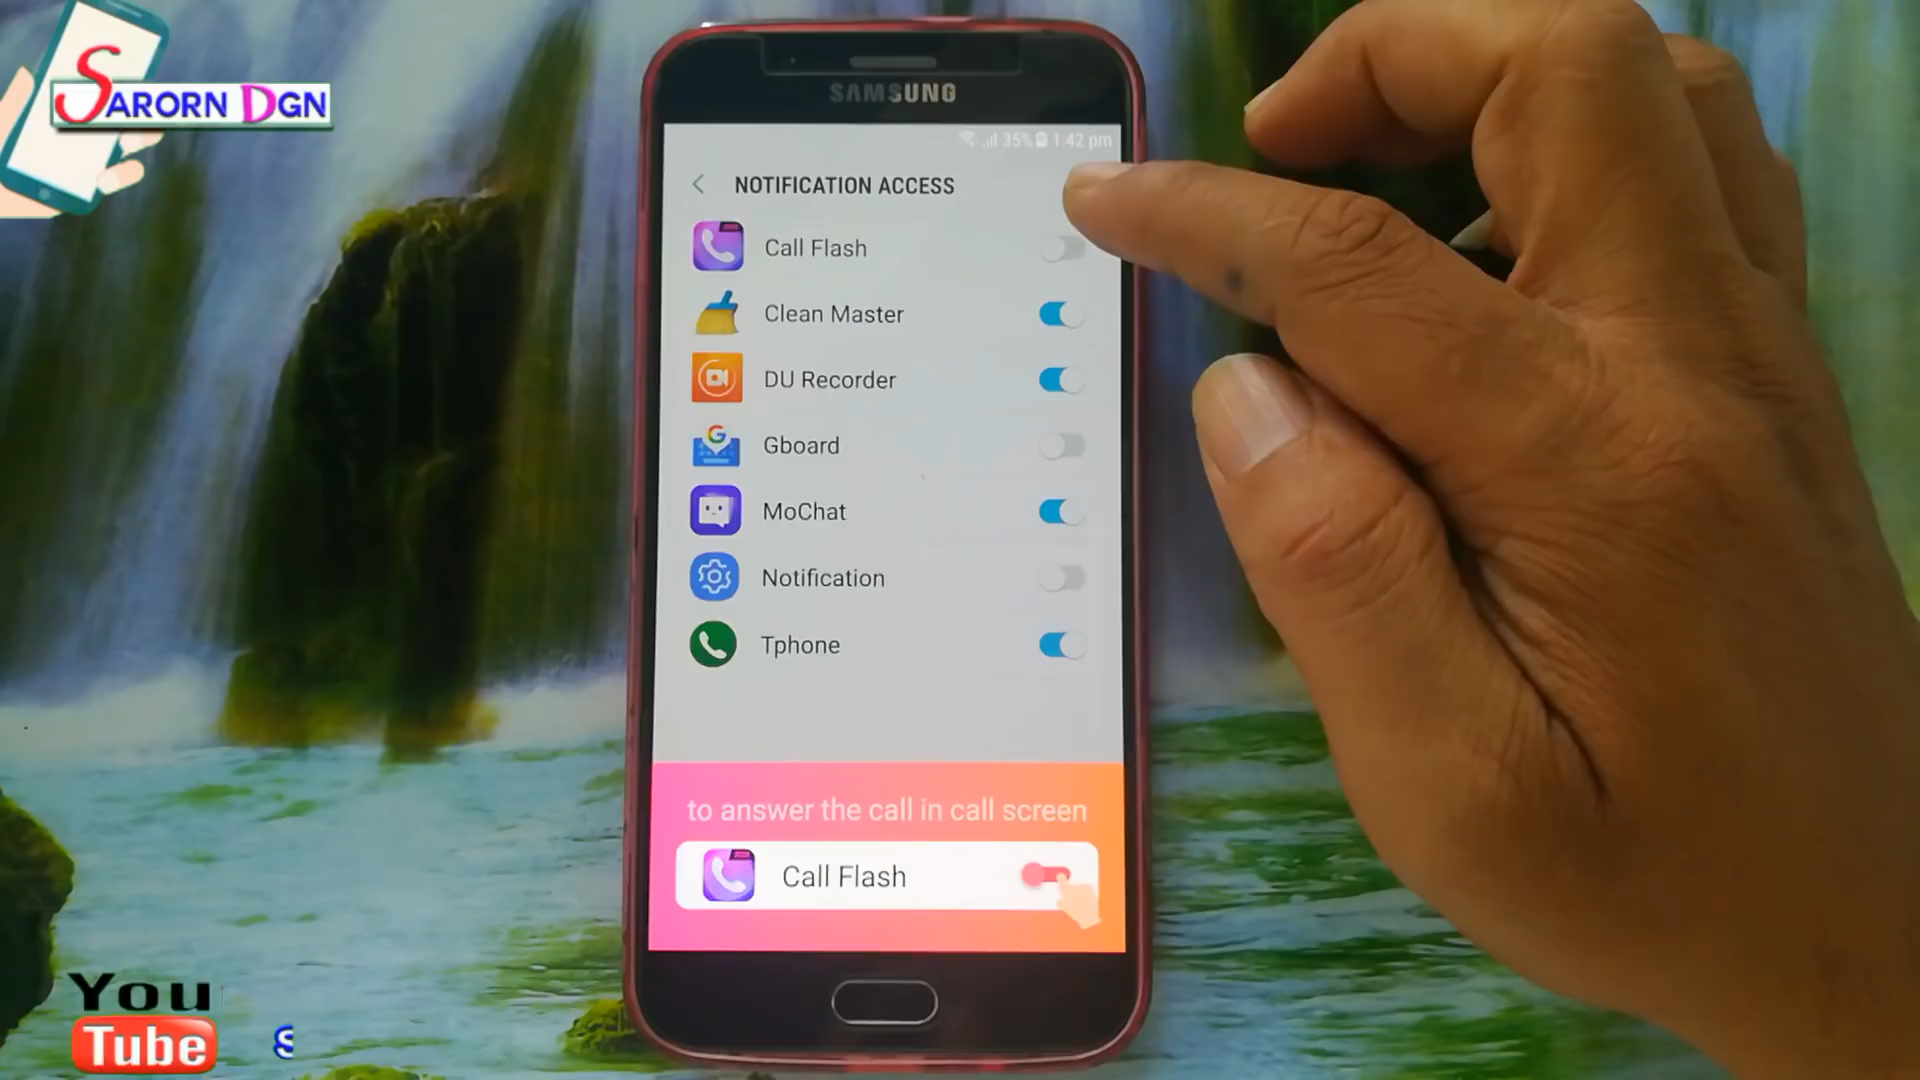 SARORN DGN
SAMSUNG
35% 1:42 pm
NOTIFICATION ACCESS
Call Flash
Clean Master
DU Recorder
Gboard
MoChat
Notification
Tphone
to answer the call in call screen
Call Flash
You
Tube
S